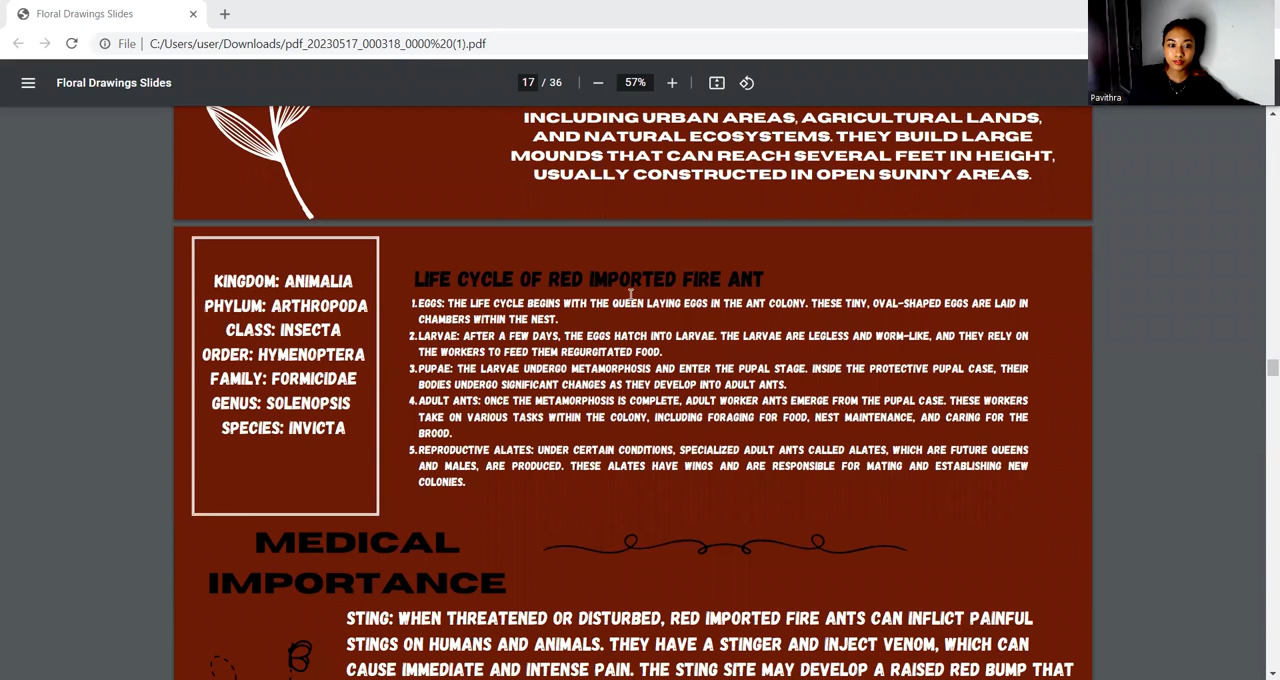 Floral Drawings Slides
File
C:/Users/user/Downloads/pdf_20230517_000318_0000%20(1).pdf
Floral Drawings Slides
17 / 36
57%
Pavithra
INCLUDING URBAN AREAS, AGRICULTURAL LANDS,
AND NATURAL ECOSYSTEMS. THEY BUILD LARGE
MOUNDS THAT CAN REACH SEVERAL FEET IN HEIGHT,
USUALLY CONSTRUCTED IN OPEN SUNNY AREAS.
KINGDOM: ANIMALIA
PHYLUM: ARTHROPODA
CLASS: INSECTA
ORDER: HYMENOPTERA
FAMILY: FORMICIDAE
GENUS: SOLENOPSIS
SPECIES: INVICTA
LIFE CYCLE OF RED IMPORTED FIRE ANT
1. EGGS: THE LIFE CYCLE BEGINS WITH THE QUEEN LAYING EGGS IN THE ANT COLONY. THESE TINY, OVAL-SHAPED EGGS ARE LAID IN
CHAMBERS WITHIN THE NEST.
2. LARVAE: AFTER A FEW DAYS, THE EGGS HATCH INTO LARVAE. THE LARVAE ARE LEGLESS AND WORM-LIKE, AND THEY RELY ON
THE WORKERS TO FEED THEM REGURGITATED FOOD.
3. PUPAE: THE LARVAE UNDERGO METAMORPHOSIS AND ENTER THE PUPAL STAGE. INSIDE THE PROTECTIVE PUPAL CASE, THEIR
BODIES UNDERGO SIGNIFICANT CHANGES AS THEY DEVELOP INTO ADULT ANTS.
4. ADULT ANTS: ONCE THE METAMORPHOSIS IS COMPLETE, ADULT WORKER ANTS EMERGE FROM THE PUPAL CASE. THESE WORKERS
TAKE ON VARIOUS TASKS WITHIN THE COLONY, INCLUDING FORAGING FOR FOOD, NEST MAINTENANCE, AND CARING FOR THE
BROOD.
5. REPRODUCTIVE ALATES: UNDER CERTAIN CONDITIONS, SPECIALIZED ADULT ANTS CALLED ALATES, WHICH ARE FUTURE QUEENS
AND MALES, ARE PRODUCED. THESE ALATES HAVE WINGS AND ARE RESPONSIBLE FOR MATING AND ESTABLISHING NEW
COLONIES.
MEDICAL
IMPORTANCE
STING: WHEN THREATENED OR DISTURBED, RED IMPORTED FIRE ANTS CAN INFLICT PAINFUL
STINGS ON HUMANS AND ANIMALS. THEY HAVE A STINGER AND INJECT VENOM, WHICH CAN
CAUSE IMMEDIATE AND INTENSE PAIN. THE STING SITE MAY DEVELOP A RAISED RED BUMP THAT